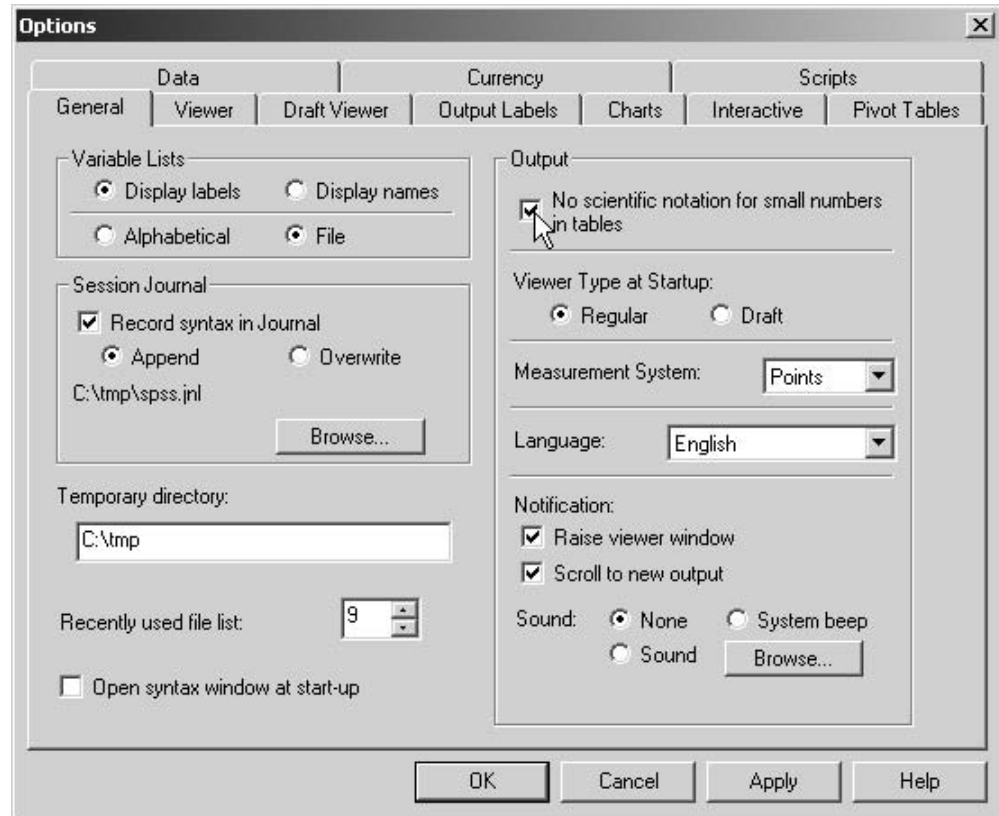 Options
Data Currency Scripts
General Viewer Draft Viewer Output Labels Charts Interactive Pivot Tables
Variable Lists
Display labels Display names
Alphabetical File
Session Journal
Record syntax in Journal
Append Overwrite
C:\tmp\spss.jnl
Browse...
Temporary directory:
C:\tmp
Recently used file list: 9
Open syntax window at start-up
Output
No scientific notation for small numbers
in tables
Viewer Type at Startup:
Regular Draft
Measurement System: Points
Language: English
Notification:
Raise viewer window
Scroll to new output
Sound: None System beep
Sound Browse...
OK Cancel Apply Help